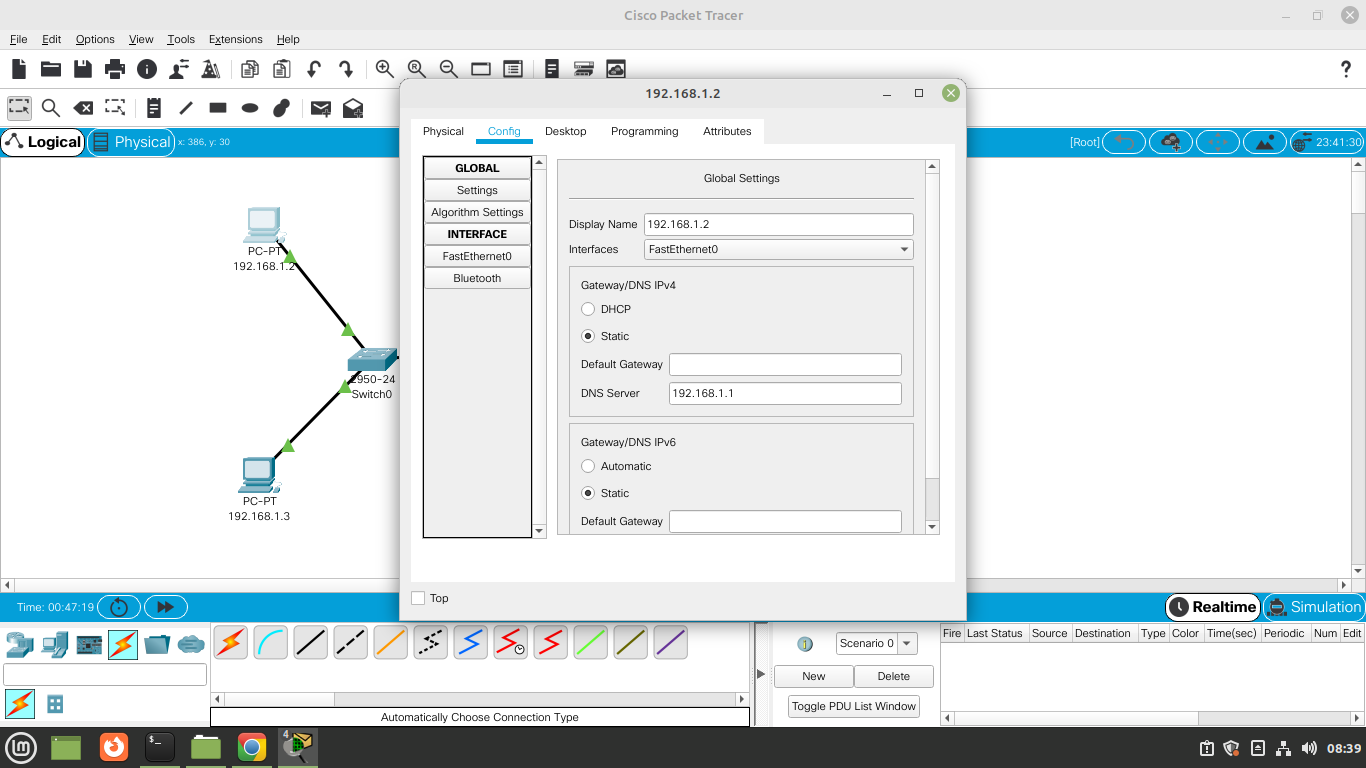 Cisco Packet Tracer
File Edit Options View Tools Extensions Help
Logical
Physical
x: 386, y: 30
[Root]
23:41:30
PC-PT
192.168.1.2
2950-24
Switch0
PC-PT
192.168.1.3
192.168.1.2
Physical Config Desktop Programming Attributes
GLOBAL
Settings
Algorithm Settings
INTERFACE
FastEthernet0
Bluetooth
Global Settings
Display Name 192.168.1.2
Interfaces FastEthernet0
Gateway/DNS IPv4
DHCP
Static
Default Gateway
DNS Server 192.168.1.1
Gateway/DNS IPv6
Automatic
Static
Default Gateway
Top
Time: 00:47:19
Realtime
Simulation
Automatically Choose Connection Type
1
Scenario 0
New Delete
Toggle PDU List Window
Fire Last Status Source Destination Type Color Time(sec) Periodic Num Edit
4
08:39